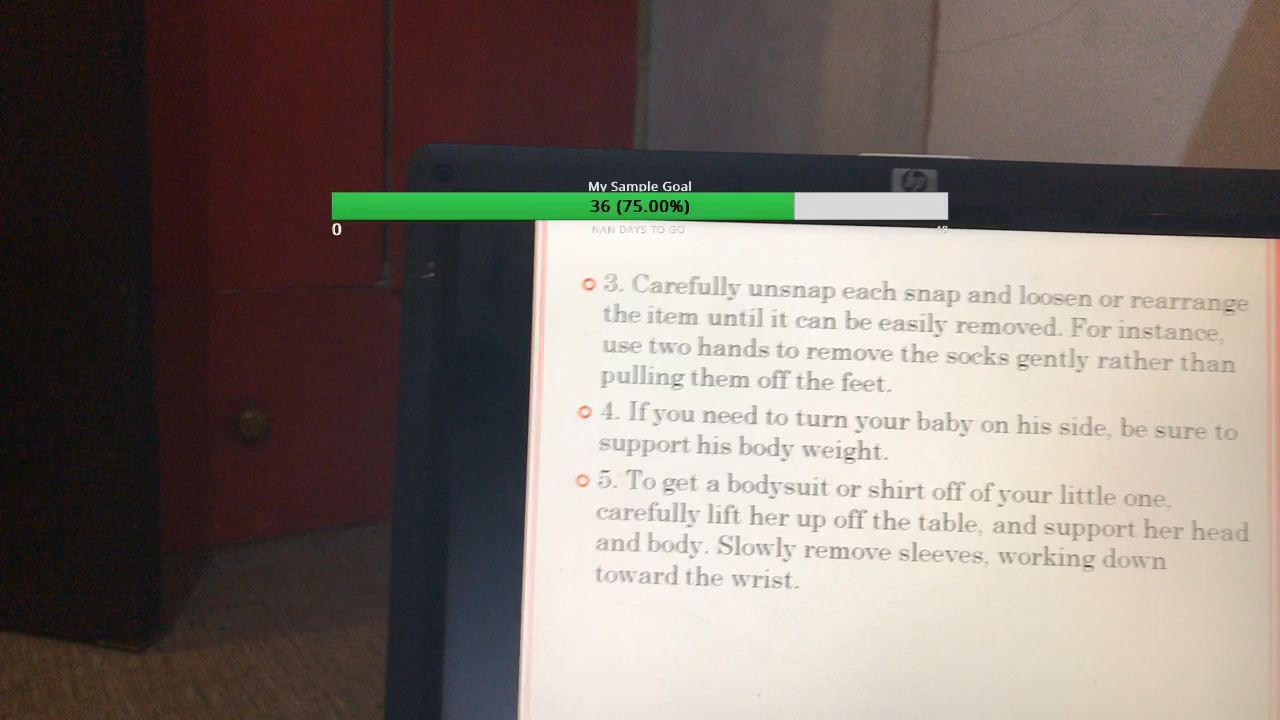 hp
My Sample Goal
36 (75.00%)
0
48
NAN DAYS TO GO
3. Carefully unsnap each snap and loosen or rearrange
the item until it can be easily removed. For instance,
use two hands to remove the socks gently rather than
pulling them off the feet.
4. If you need to turn your baby on his side, be sure to
support his body weight.
5. To get a bodysuit or shirt off of your little one,
carefully lift her up off the table, and support her head
and body. Slowly remove sleeves, working down
toward the wrist.